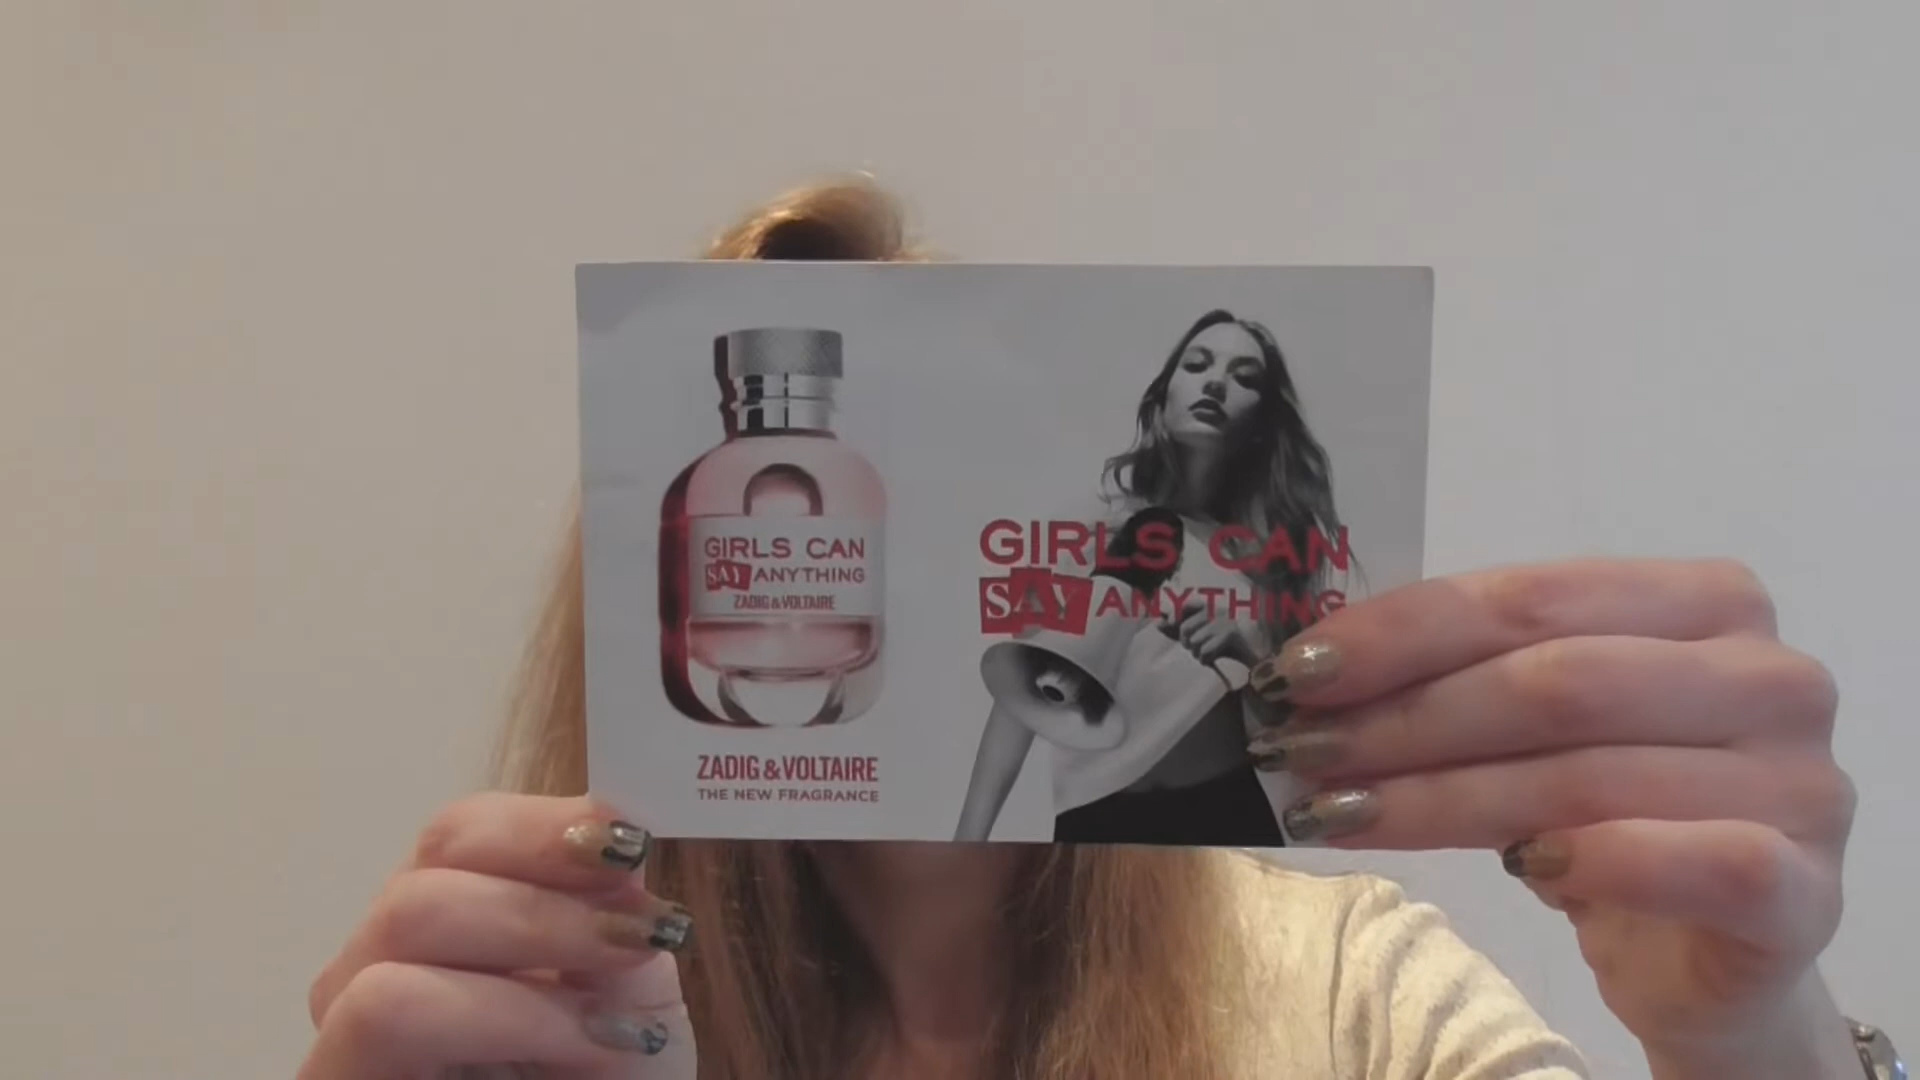 GIRLS CAN
SAY ANYTHING
ZADIG & VOLTAIRE
ZADIG & VOLTAIRE
THE NEW FRAGRANCE
GIRLS CAN
SAY ANYTHING